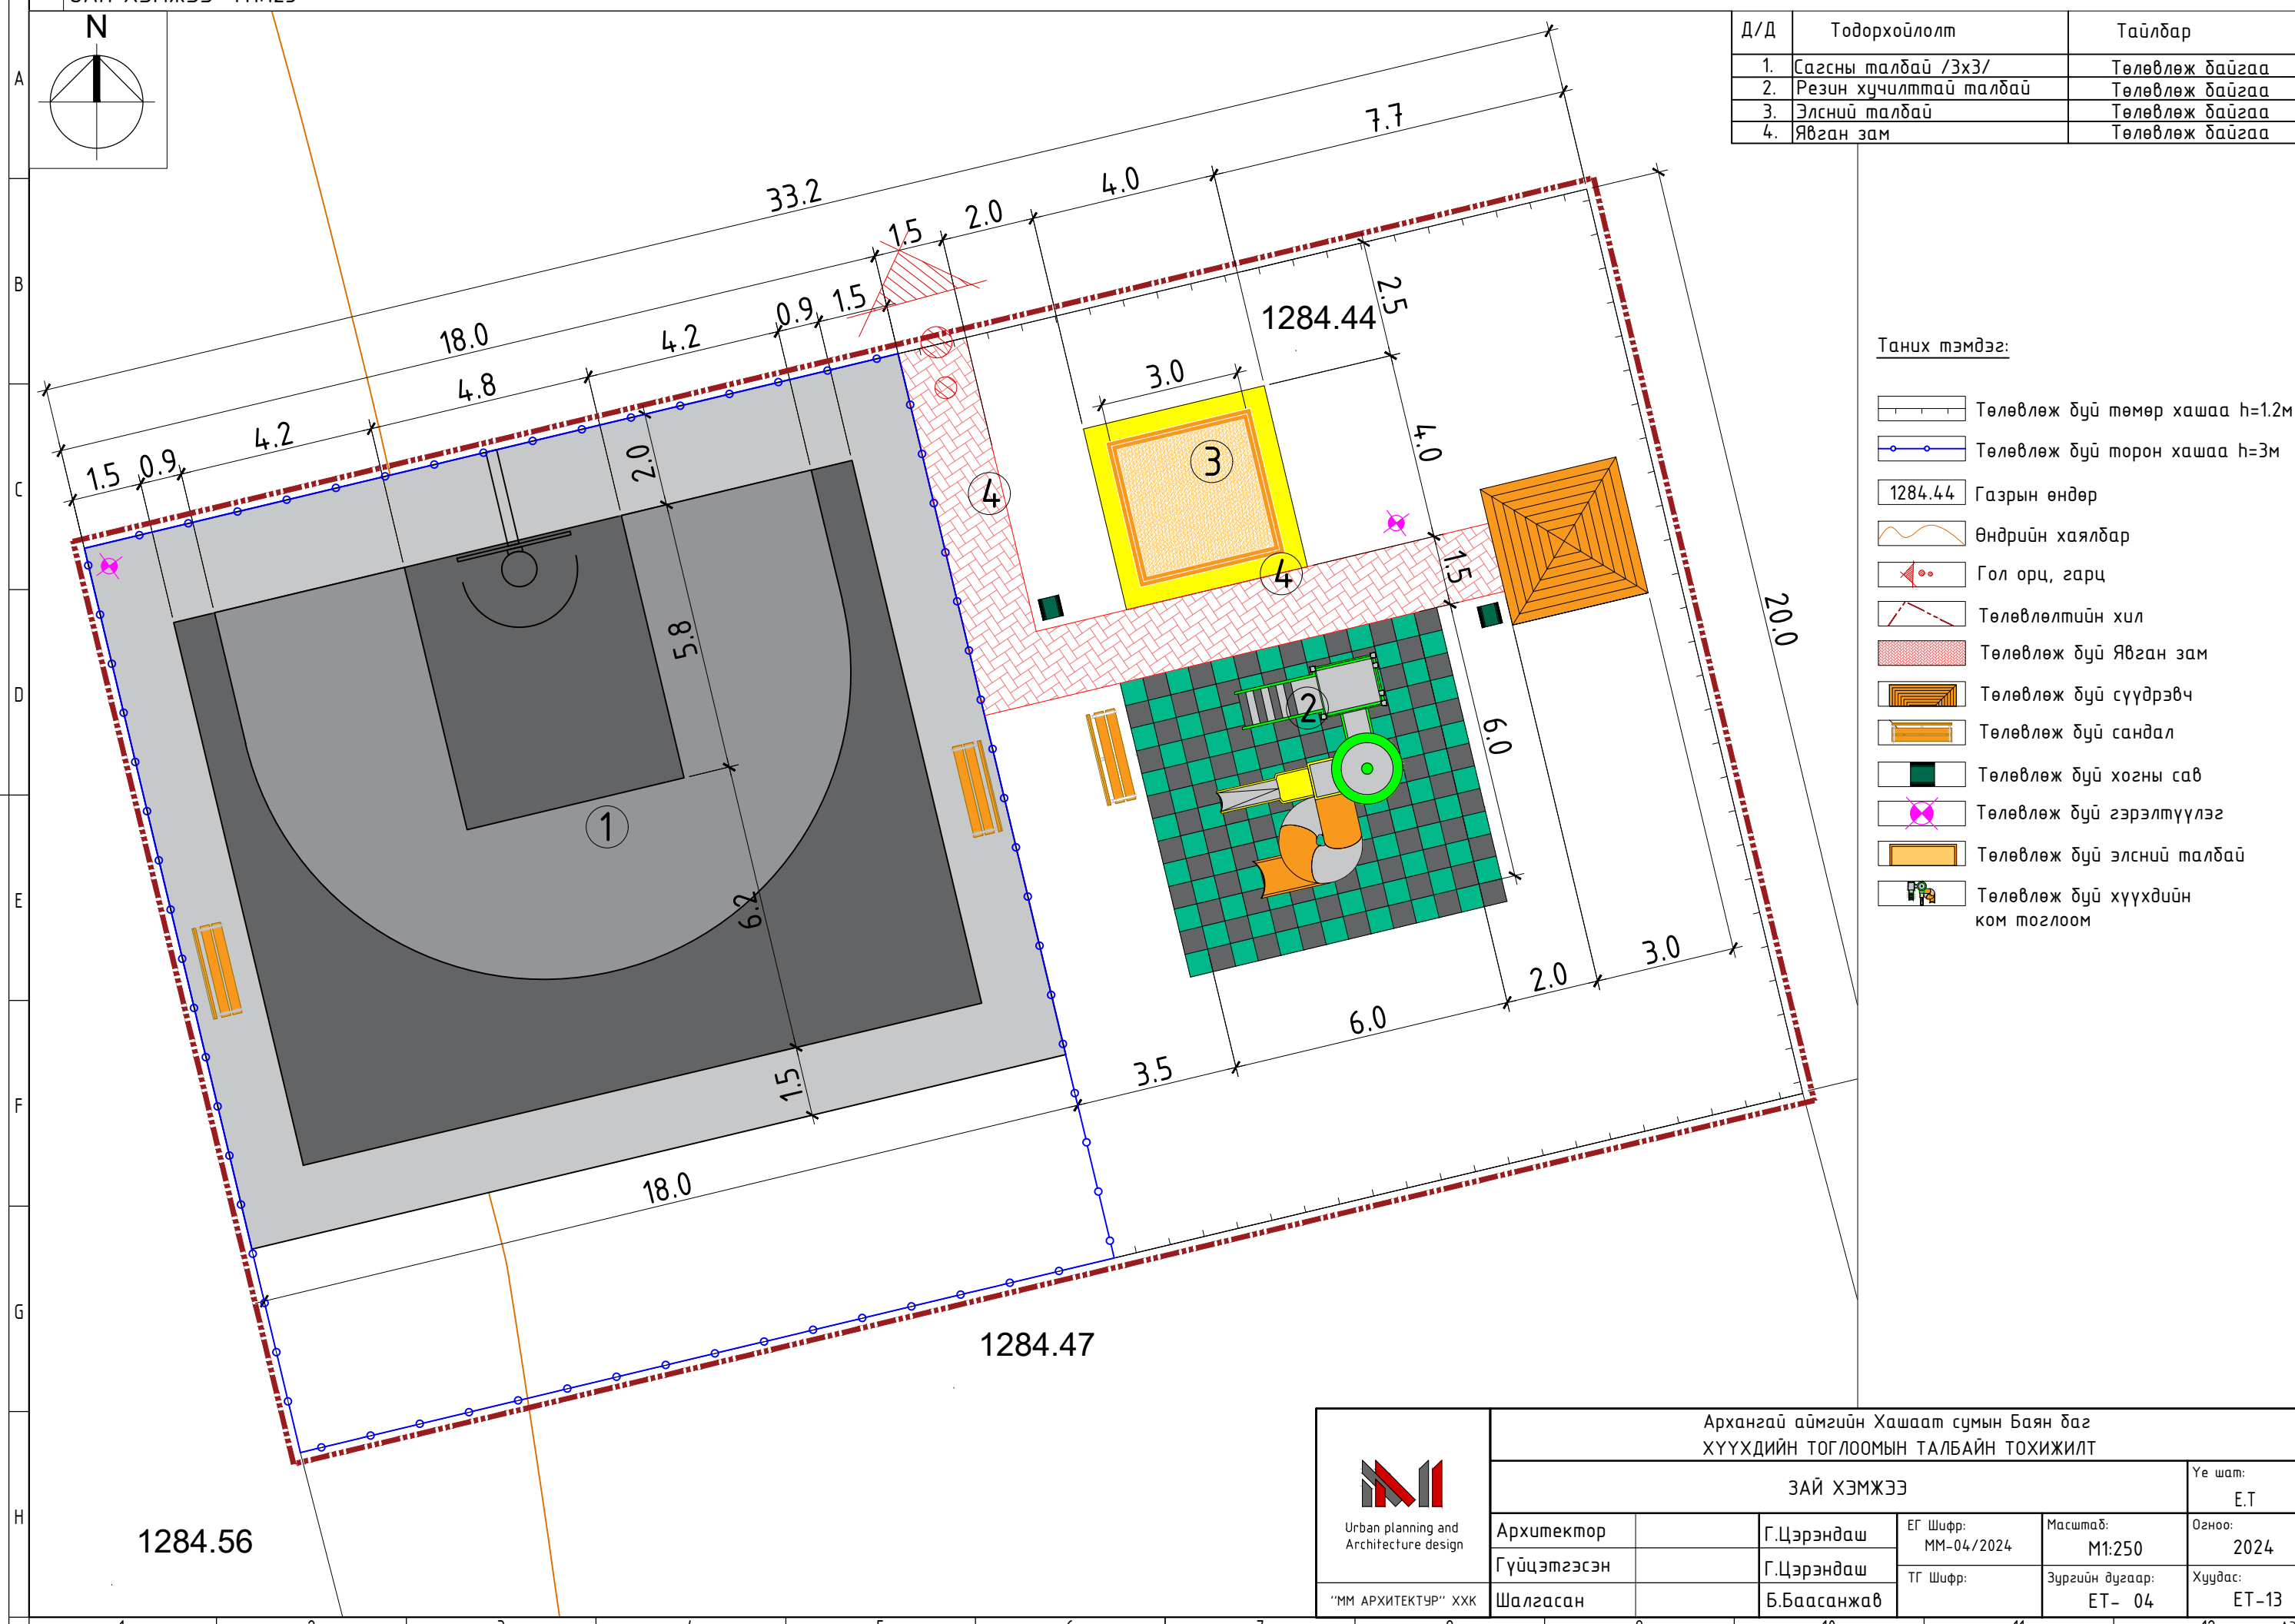 N
Д/Д Тодорхойлолт Тайлбар
1. Сагсны талбай /3x3/ Төлөвлөж байгаа
2. Резин хучилттай талбай Төлөвлөж байгаа
3. Элсний талбай Төлөвлөж байгаа
4. Явган зам Төлөвлөж байгаа
A
B
C
D
E
F
G
H
33.2
7.7
4.0
2.0
1.5
18.0
1.5
0.9
4.2
4.8
4.2
0.9
1.5
2.0
5.8
6.2
1.5
18.0
3.5
6.0
2.0
3.0
20.0
2.5
4.0
1.5
6.0
3.0
1284.44
1284.47
1284.56
1
2
3
4
4
Таних тэмдэг:
Төлөвлөж буй төмөр хашаа h=1.2м
Төлөвлөж буй торон хашаа h=3м
1284.44 Газрын өндөр
Өндрийн хаялбар
Гол орц, гарц
Төлөвлөлтийн хил
Төлөвлөж буй Явган зам
Төлөвлөж буй сүүдрэвч
Төлөвлөж буй сандал
Төлөвлөж буй хогны сав
Төлөвлөж буй гэрэлтүүлэг
Төлөвлөж буй элсний талбай
Төлөвлөж буй хүүхдийн
ком тоглоом
Urban planning and
Architecture design
"ММ АРХИТЕКТУР" ХХК
Архангай аймгийн Хашаат сумын Баян баг
ХҮҮХДИЙН ТОГЛООМЫН ТАЛБАЙН ТОХИЖИЛТ
ЗАЙ ХЭМЖЭЭ
Үе шат:
Е.Т
Архитектор Г.Цэрэндаш
Гүйцэтгэсэн Г.Цэрэндаш
Шалгасан Б.Баасанжав
ЕГ Шифр:
ММ-04/2024
ТГ Шифр:
Масштаб:
М1:250
Огноо:
2024
Зургийн дугаар:
ЕТ- 04
Хуудас:
ЕТ-13